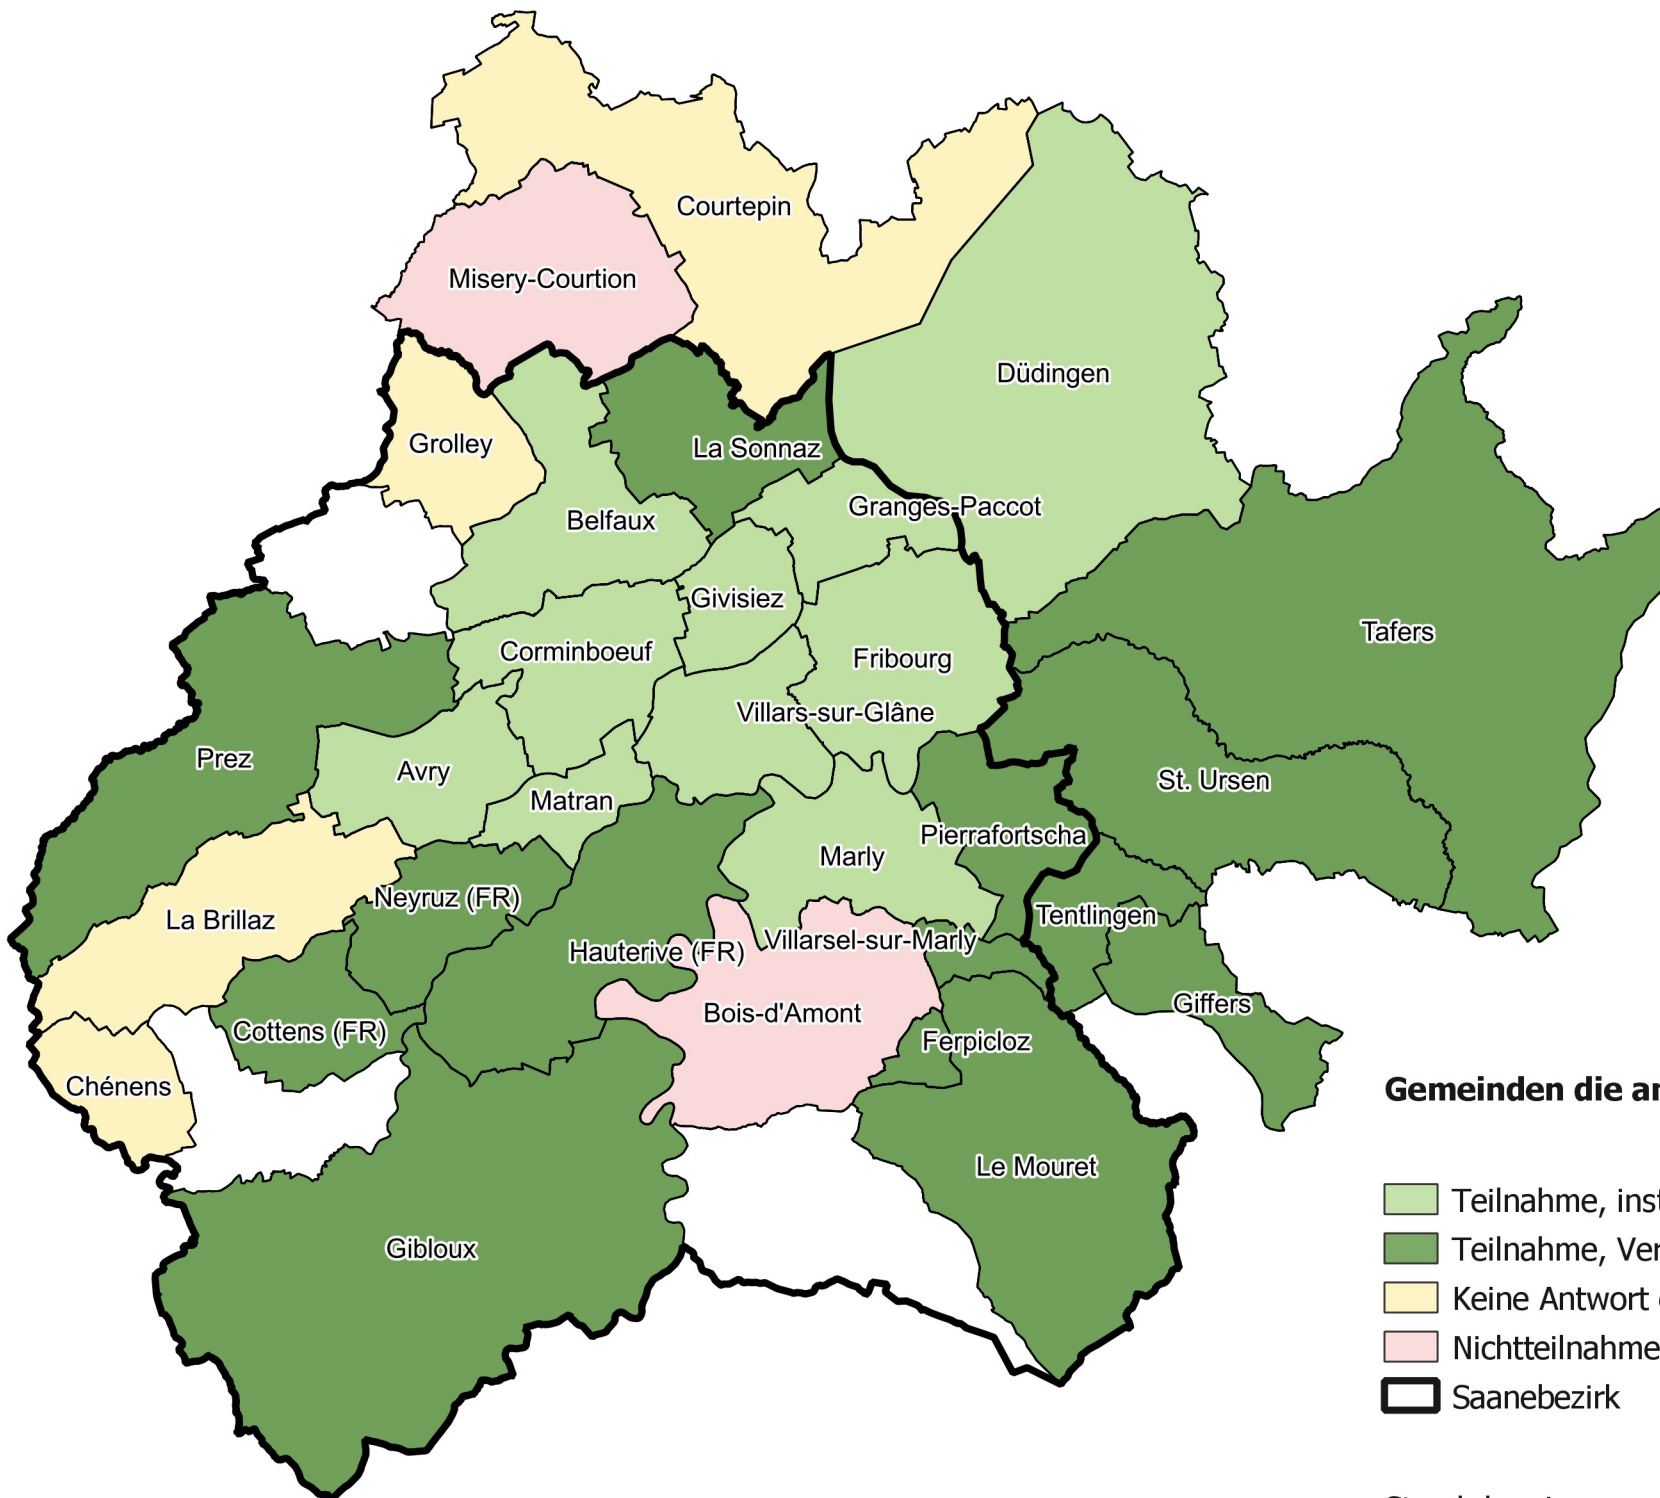 Courtepin
Misery-Courtion
Düdingen
Grolley
La Sonnaz
Granges-Paccot
Belfaux
Givisiez
Tafers
Corminboeuf
Fribourg
Villars-sur-Glâne
Prez
Avry
St. Ursen
Matran
Pierrafortscha
Marly
Neyruz (FR)
La Brillaz
Tentlingen
Villarsel-sur-Marly
Hauterive (FR)
Giffers
Bois-d'Amont
Cottens (FR)
Ferpicloz
Chénens
Le Mouret
Gibloux
Gemeinden die
Teilnahme,
Teilnahme,
Keine Antwort
Nichtteilnahme
Saanebezirk